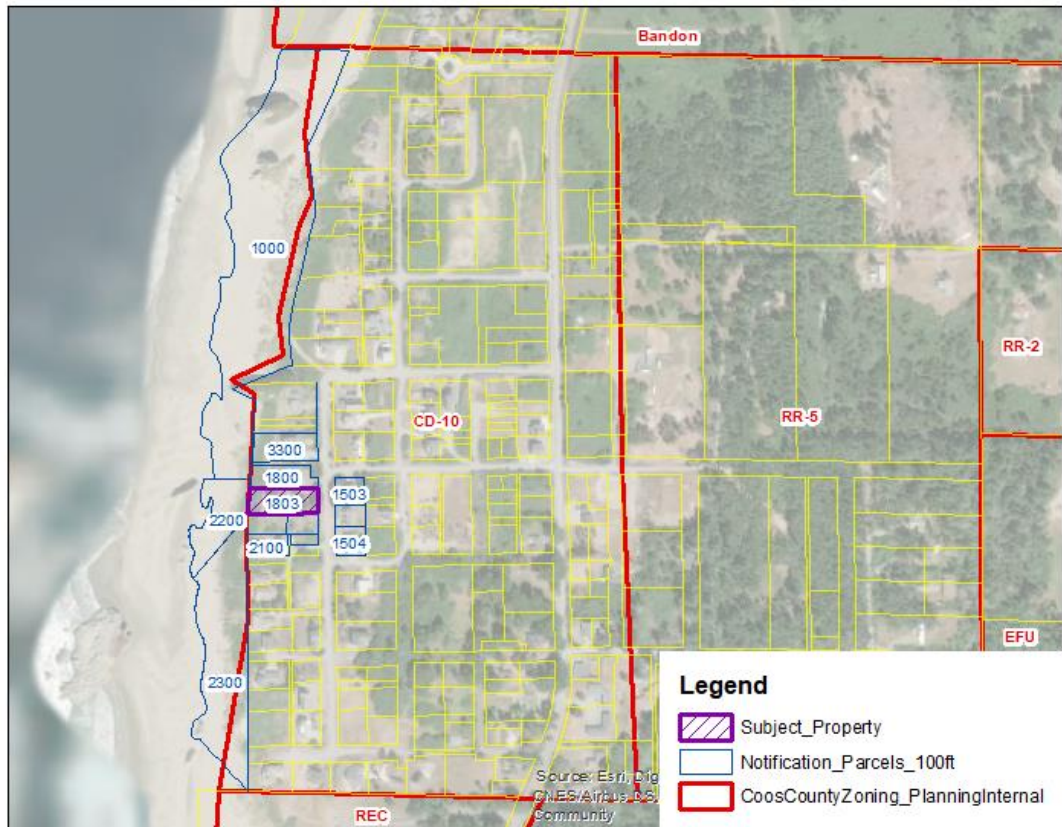 Bandon
1000
RR-2
CD-10
RR-5
3300
1800
1503
1803
2200
2100
1504
EFU
2300
Legend
Subject_Property
Notification_Parcels_100ft
CoosCountyZoning_PlanningInternal
Source: Esri, Dig
CNES/Airbus DS,
Community
REC